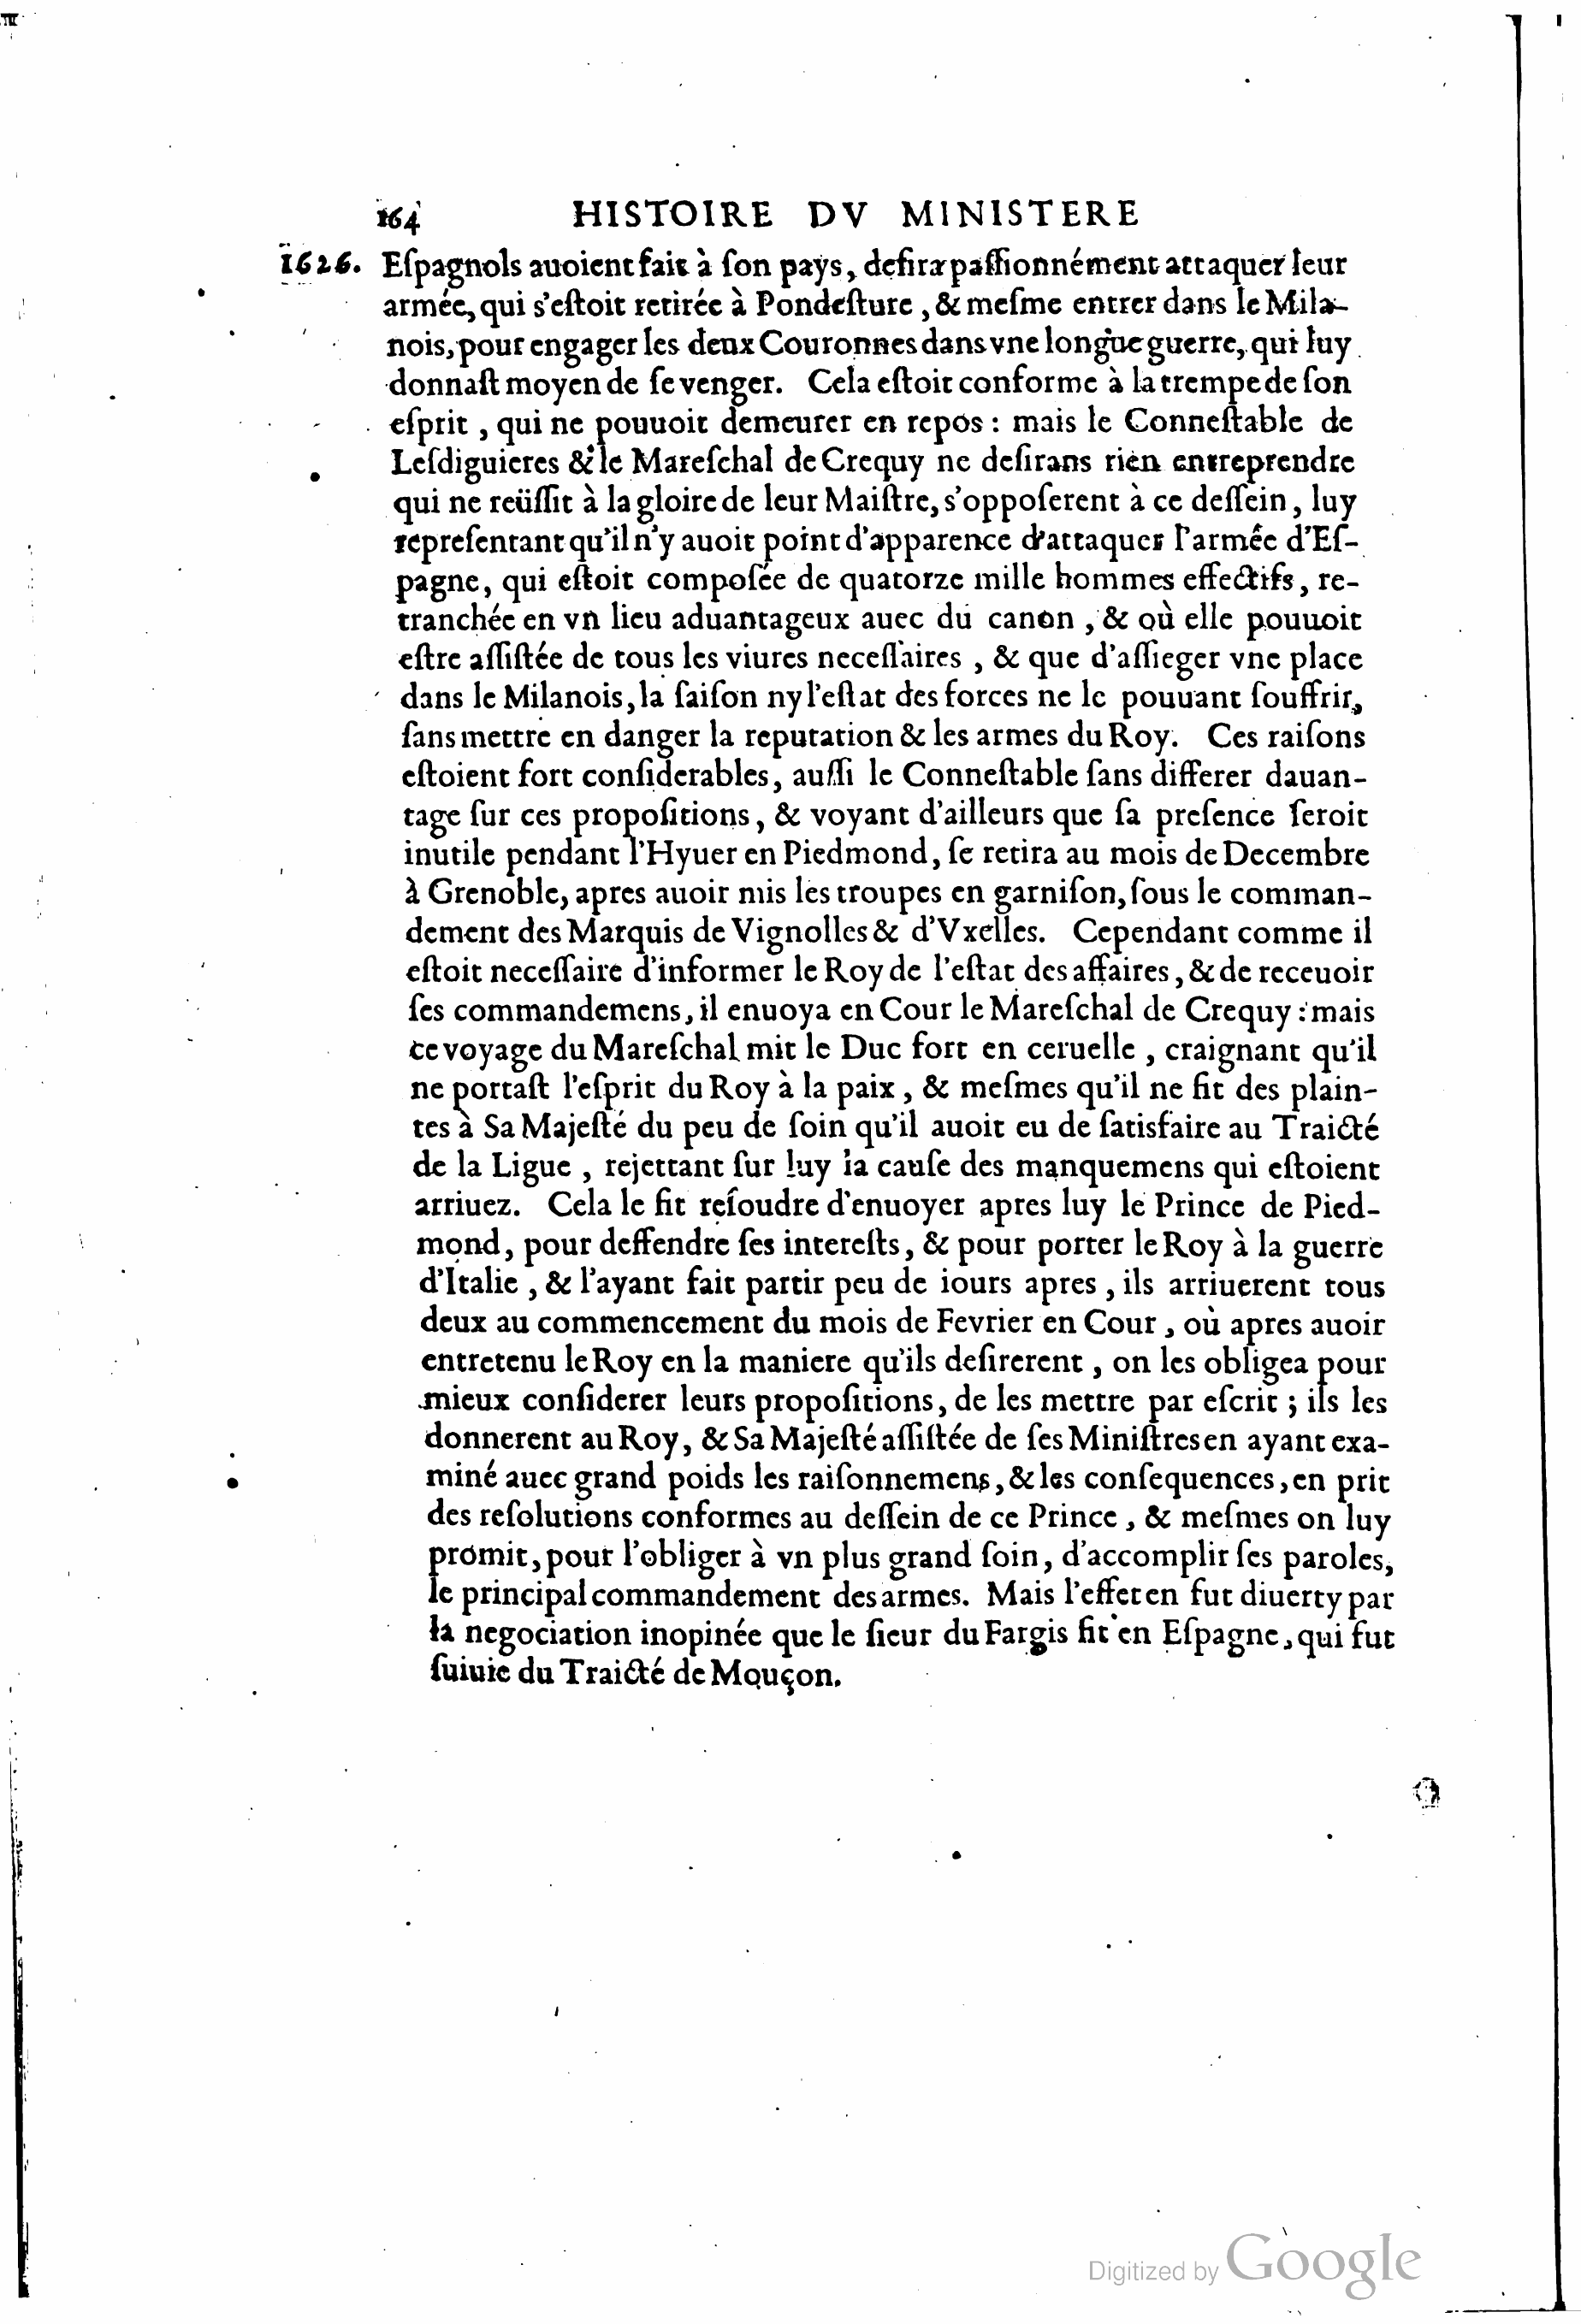 164 HISTOIRE DV MINISTERE
1626. Eſpagnols auoient fait à ſon pays, deſira paſſionnément attaquer leur
armée, qui s'eſtoit retirée à Pondeſture, & meſme entrer dans le Mila-
nois, pour engager les deux Couronnes dans vne longue guerre, qui luy
donnaſt moyen de ſe venger. Cela eſtoit conforme à la trempe de ſon
eſprit, qui ne pouuoit demeurer en repos : mais le Conneſtable de
Leſdiguieres & le Mareſchal de Crequy ne deſirans rien entreprendre
qui ne reüſſit à la gloire de leur Maiſtre, s'oppoſerent à ce deſſein, luy
repreſentant qu'il n'y auoit point d'apparence d'attaquer l'armée d'Eſ-
pagne, qui eſtoit compoſée de quatorze mille hommes effectifs, re-
tranchée en vn lieu aduantageux auec du canon, & où elle pouuoit
eſtre aſſiſtée de tous les viures neceſſaires, & que d'aſſieger vne place
dans le Milanois, la ſaiſon ny l'eſtat des forces ne le pouuant ſouffrir,
ſans mettre en danger la reputation & les armes du Roy. Ces raiſons
eſtoient fort conſiderables, auſſi le Conneſtable ſans differer dauan-
tage ſur ces propoſitions, & voyant d'ailleurs que ſa preſence ſeroit
inutile pendant l'Hyuer en Piedmond, ſe retira au mois de Decembre
à Grenoble, apres auoir mis les troupes en garniſon, ſous le comman-
dement des Marquis de Vignolles & d'Vxelles. Cependant comme il
eſtoit neceſſaire d'informer le Roy de l'eſtat des affaires, & de receuoir
ſes commandemens, il enuoya en Cour le Mareſchal de Crequy : mais
ce voyage du Mareſchal mit le Duc fort en ceruelle, craignant qu'il
ne portaſt l'eſprit du Roy à la paix, & meſmes qu'il ne fit des plain-
tes à Sa Majeſté du peu de ſoin qu'il auoit eu de ſatisfaire au Traicté
de la Ligue, rejettant ſur luy la cauſe des manquemens qui eſtoient
arriuez. Cela le fit reſoudre d'enuoyer apres luy le Prince de Pied-
mond, pour deffendre ſes intereſts, & pour porter le Roy à la guerre
d'Italie, & l'ayant fait partir peu de iours apres, ils arriuerent tous
deux au commencement du mois de Fevrier en Cour, où apres auoir
entretenu le Roy en la maniere qu'ils deſirerent, on les obligea pour
mieux conſiderer leurs propoſitions, de les mettre par eſcrit ; ils les
donnerent au Roy, & Sa Majeſté aſſiſtée de ſes Miniſtres en ayant exa-
miné auec grand poids les raiſonnemens, & les conſequences, en prit
des reſolutions conformes au deſſein de ce Prince, & meſmes on luy
promit, pour l'obliger à vn plus grand ſoin, d'accomplir ſes paroles,
le principal commandement des armes. Mais l'effet en fut diuerty par
la negociation inopinée que le ſieur du Fargis fit en Eſpagne, qui fut
ſuiuie du Traicté de Mouçon.
Digitized by Google